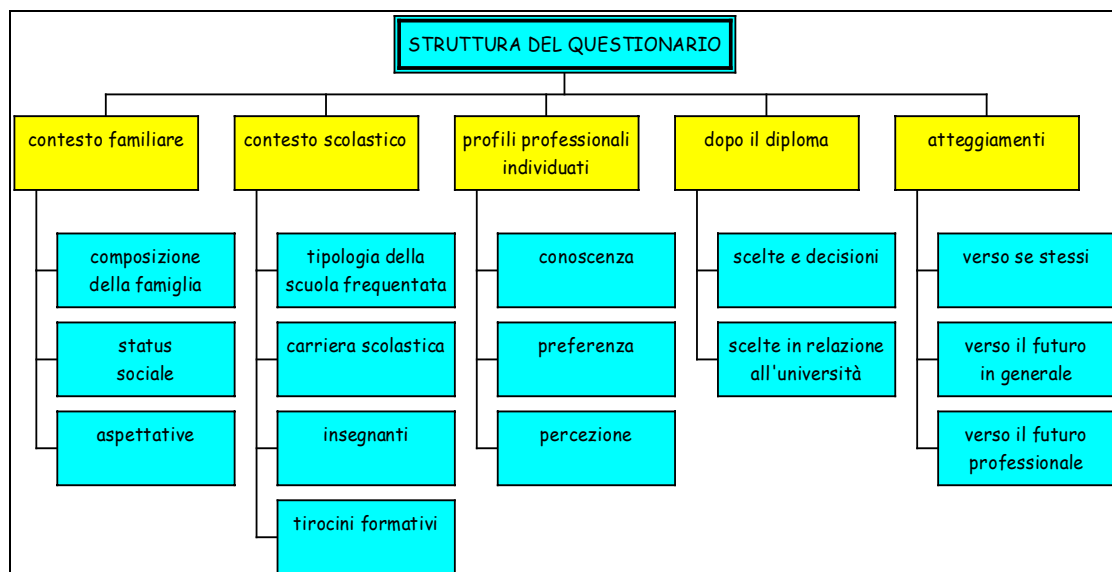 STRUTTURA DEL QUESTIONARIO
contesto familiare
composizione
della famiglia
status
sociale
aspettative
contesto scolastico
tipologia della
scuola frequentata
carriera scolastica
insegnanti
tirocini formativi
profili professionali
individuati
conoscenza
preferenza
percezione
dopo il diploma
scelte e decisioni
scelte in relazione
all'università
atteggiamenti
verso se stessi
verso il futuro
in generale
verso il futuro
professionale